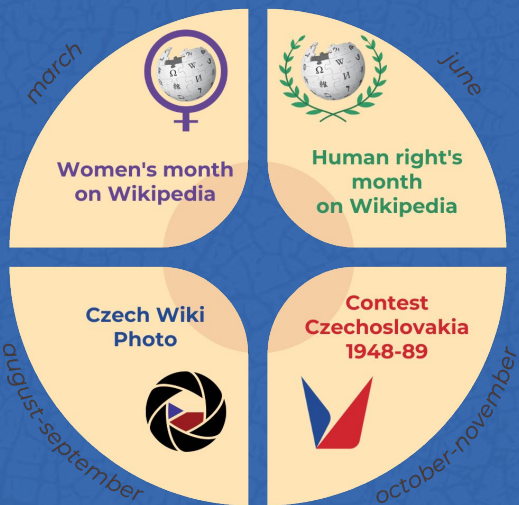 march
june
Women's month
on Wikipedia
Human right's
month
on Wikipedia
Czech Wiki
Photo
Contest
Czechoslovakia
1948-89
august-september
october-november